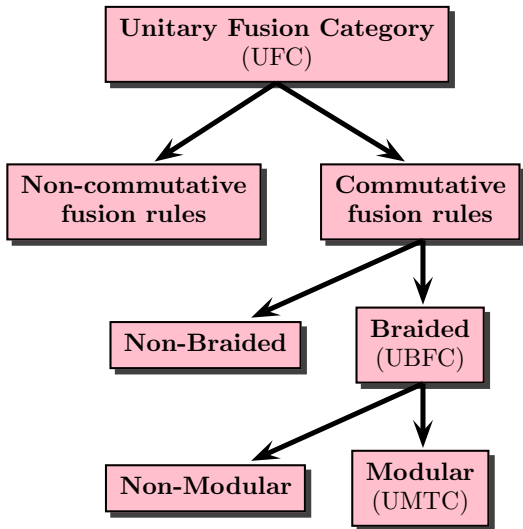 Unitary Fusion Category
(UFC)
Non-commutative
fusion rules
Commutative
fusion rules
Non-Braided
Braided
(UBFC)
Non-Modular
Modular
(UMTC)